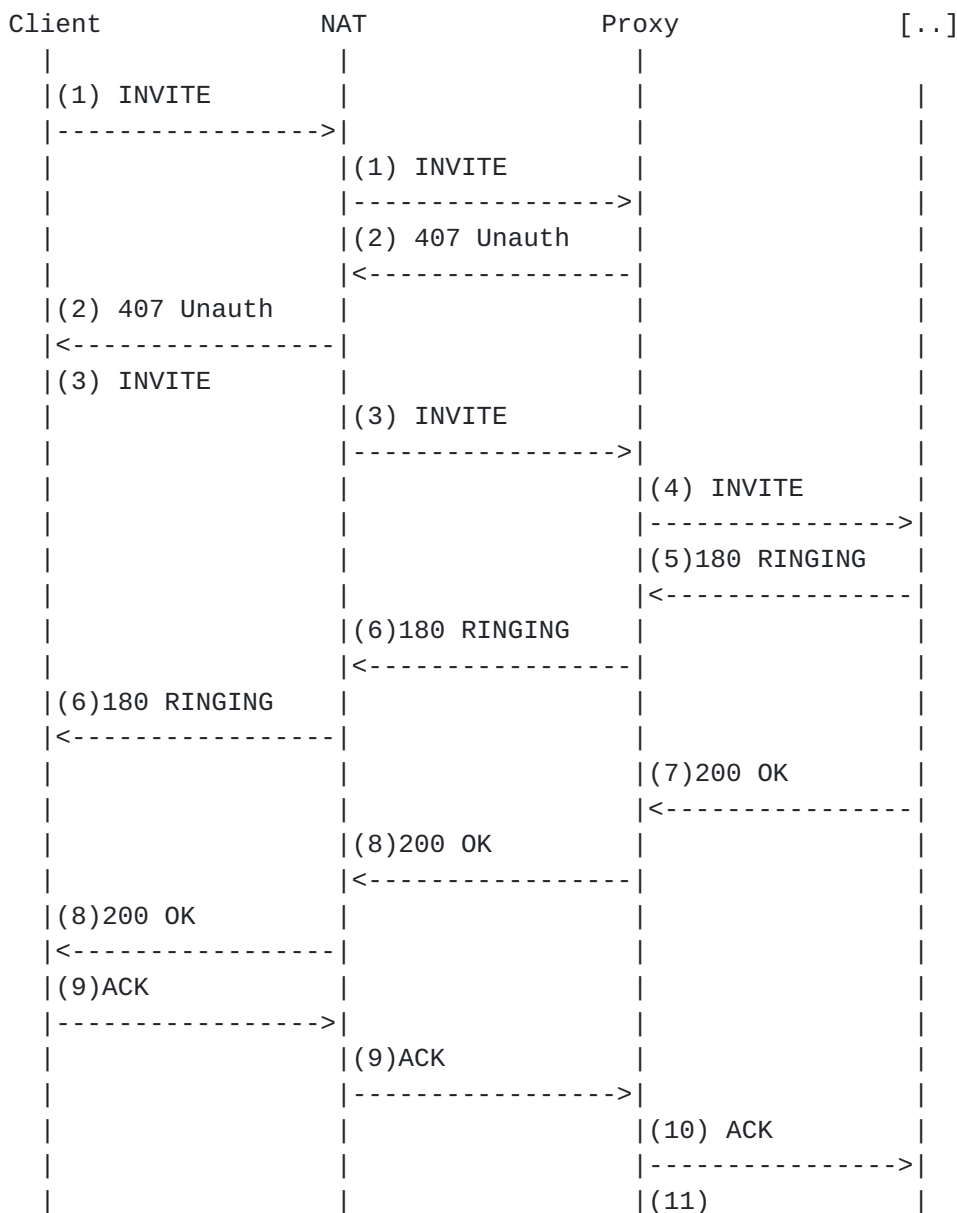 Client                NAT                Proxy              [..]
  |                   |                  |
  |(1) INVITE         |                  |                 |
  |----------------->|                  |                 |
  |                   |(1) INVITE        |                 |
  |                   |----------------->|                 |
  |                   |(2) 407 Unauth    |                 |
  |                   |<-----------------|                 |
  |(2) 407 Unauth     |                  |                 |
  |<-----------------|                  |                 |
  |(3) INVITE         |                  |                 |
  |                   |(3) INVITE        |                 |
  |                   |----------------->|                 |
  |                   |                  |(4) INVITE       |
  |                   |                  |---------------->|
  |                   |                  |(5)180 RINGING   |
  |                   |                  |<----------------|
  |                   |(6)180 RINGING    |                 |
  |                   |<-----------------|                 |
  |(6)180 RINGING     |                  |                 |
  |<-----------------|                  |                 |
  |                   |                  |(7)200 OK        |
  |                   |                  |<----------------|
  |                   |(8)200 OK         |                 |
  |                   |<-----------------|                 |
  |(8)200 OK          |                  |                 |
  |<-----------------|                  |                 |
  |(9)ACK             |                  |                 |
  |----------------->|                  |                 |
  |                   |(9)ACK            |                 |
  |                   |----------------->|                 |
  |                   |                  |(10) ACK         |
  |                   |                  |---------------->|
  |                   |                  |(11)             |